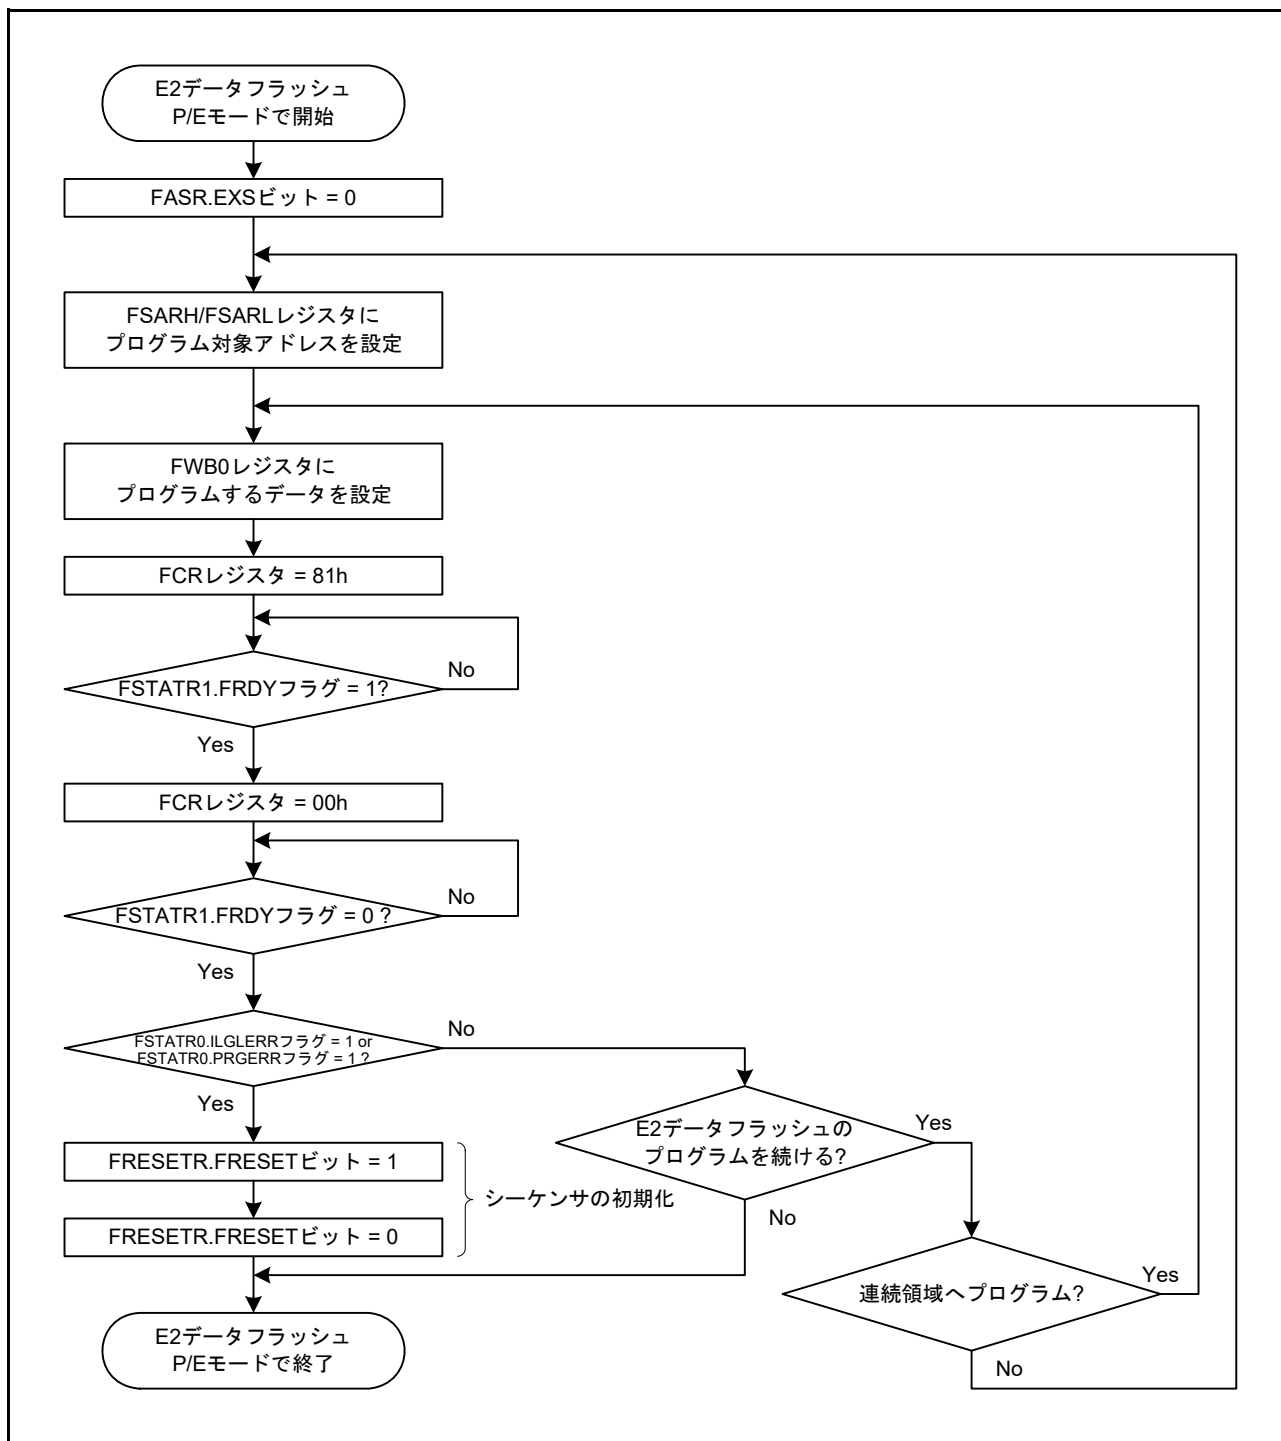 E2データフラッシュ
P/Eモードで開始
FASR.EXSビット = 0
FSARH/FSARLレジスタに
プログラム対象アドレスを設定
FWB0レジスタに
プログラムするデータを設定
FCRレジスタ = 81h
No
FSTATR1.FRDYフラグ = 1?
Yes
FCRレジスタ = 00h
No
FSTATR1.FRDYフラグ = 0 ?
Yes
No
FSTATR0.ILGLERRフラグ = 1 or
FSTATR0.PRGERRフラグ = 1 ?
Yes
E2データフラッシュの
プログラムを続ける?
Yes
No
FRESETR.FRESETビット = 1
シーケンサの初期化
FRESETR.FRESETビット = 0
連続領域へプログラム?
Yes
No
E2データフラッシュ
P/Eモードで終了